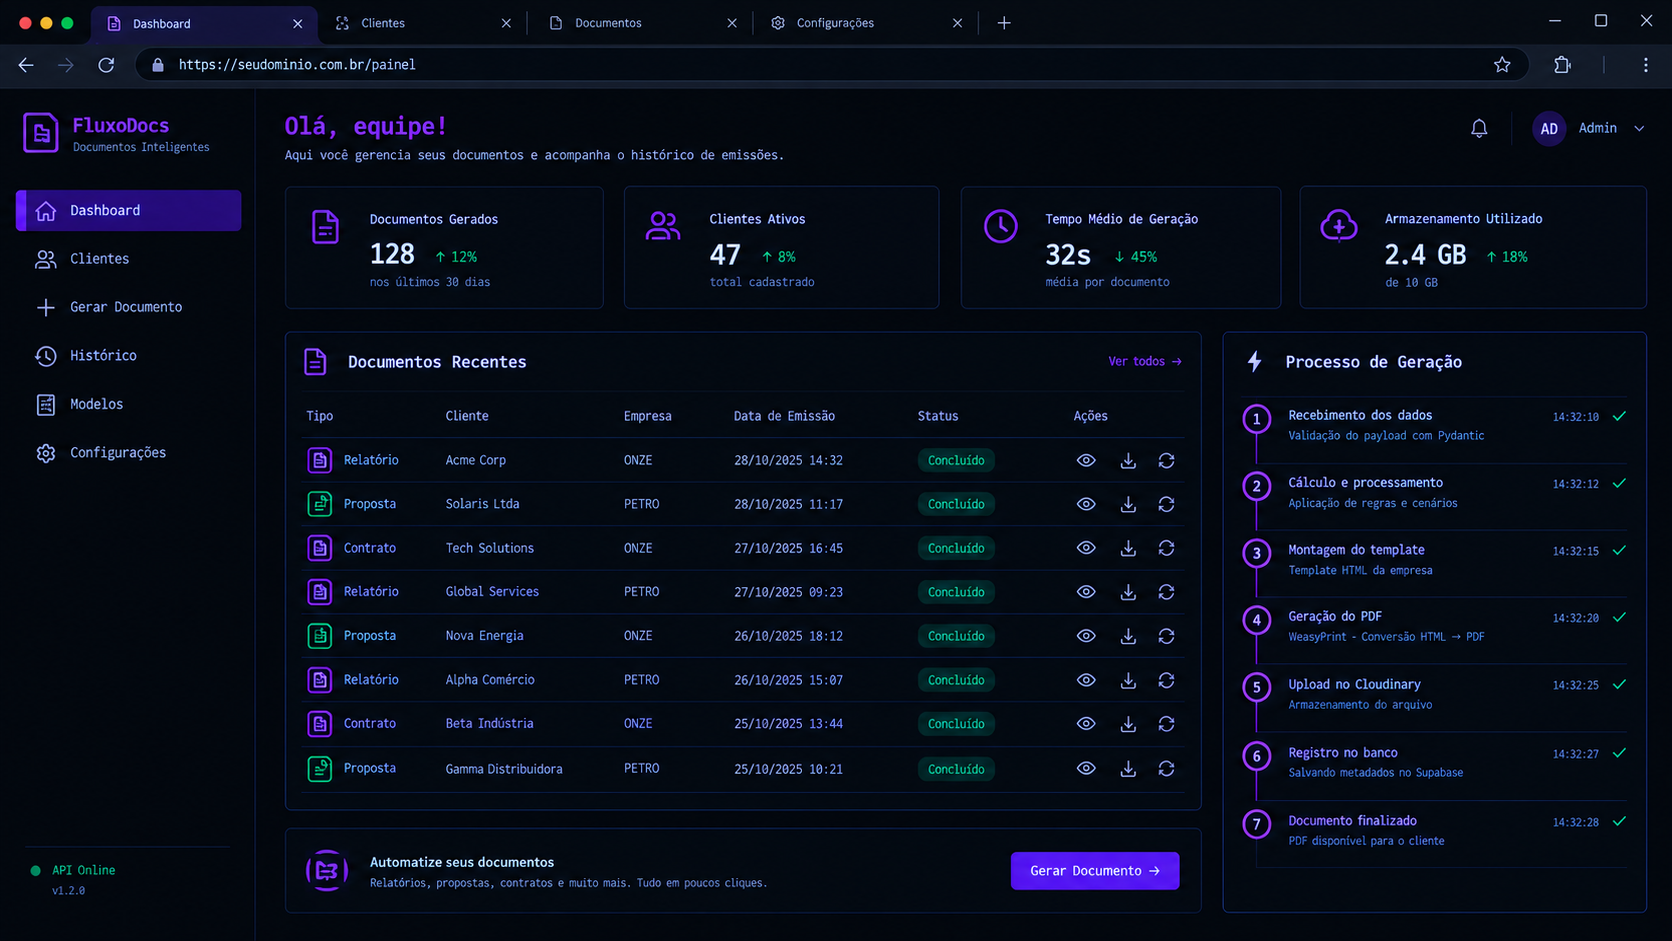 Dashboard
Clientes
Documentos
Configurações
https://seudominio.com.br/painel
FluxoDocs
Documentos Inteligentes
Dashboard
Clientes
Gerar Documento
Histórico
Modelos
Configurações
API Online
v1.2.0
Olá, equipe!
Aqui você gerencia seus documentos e acompanha o histórico de emissões.
AD Admin
Documentos Gerados
128 ↑ 12%
nos últimos 30 dias
Clientes Ativos
47 ↑ 8%
total cadastrado
Tempo Médio de Geração
32s ↓ 45%
média por documento
Armazenamento Utilizado
2.4 GB ↑ 18%
de 10 GB
Documentos Recentes
Ver todos →
Tipo Cliente Empresa Data de Emissão Status Ações
Relatório Acme Corp ONZE 28/10/2025 14:32 Concluído
Proposta Solaris Ltda PETRO 28/10/2025 11:17 Concluído
Contrato Tech Solutions ONZE 27/10/2025 16:45 Concluído
Relatório Global Services PETRO 27/10/2025 09:23 Concluído
Proposta Nova Energia ONZE 26/10/2025 18:12 Concluído
Relatório Alpha Comércio PETRO 26/10/2025 15:07 Concluído
Contrato Beta Indústria ONZE 25/10/2025 13:44 Concluído
Proposta Gamma Distribuidora PETRO 25/10/2025 10:21 Concluído
Automatize seus documentos
Relatórios, propostas, contratos e muito mais. Tudo em poucos cliques.
Gerar Documento →
Processo de Geração
1 Recebimento dos dados 14:32:10
Validação do payload com Pydantic
2 Cálculo e processamento 14:32:12
Aplicação de regras e cenários
3 Montagem do template 14:32:15
Template HTML da empresa
4 Geração do PDF 14:32:20
WeasyPrint - Conversão HTML → PDF
5 Upload no Cloudinary 14:32:25
Armazenamento do arquivo
6 Registro no banco 14:32:27
Salvando metadados no Supabase
7 Documento finalizado 14:32:28
PDF disponível para o cliente